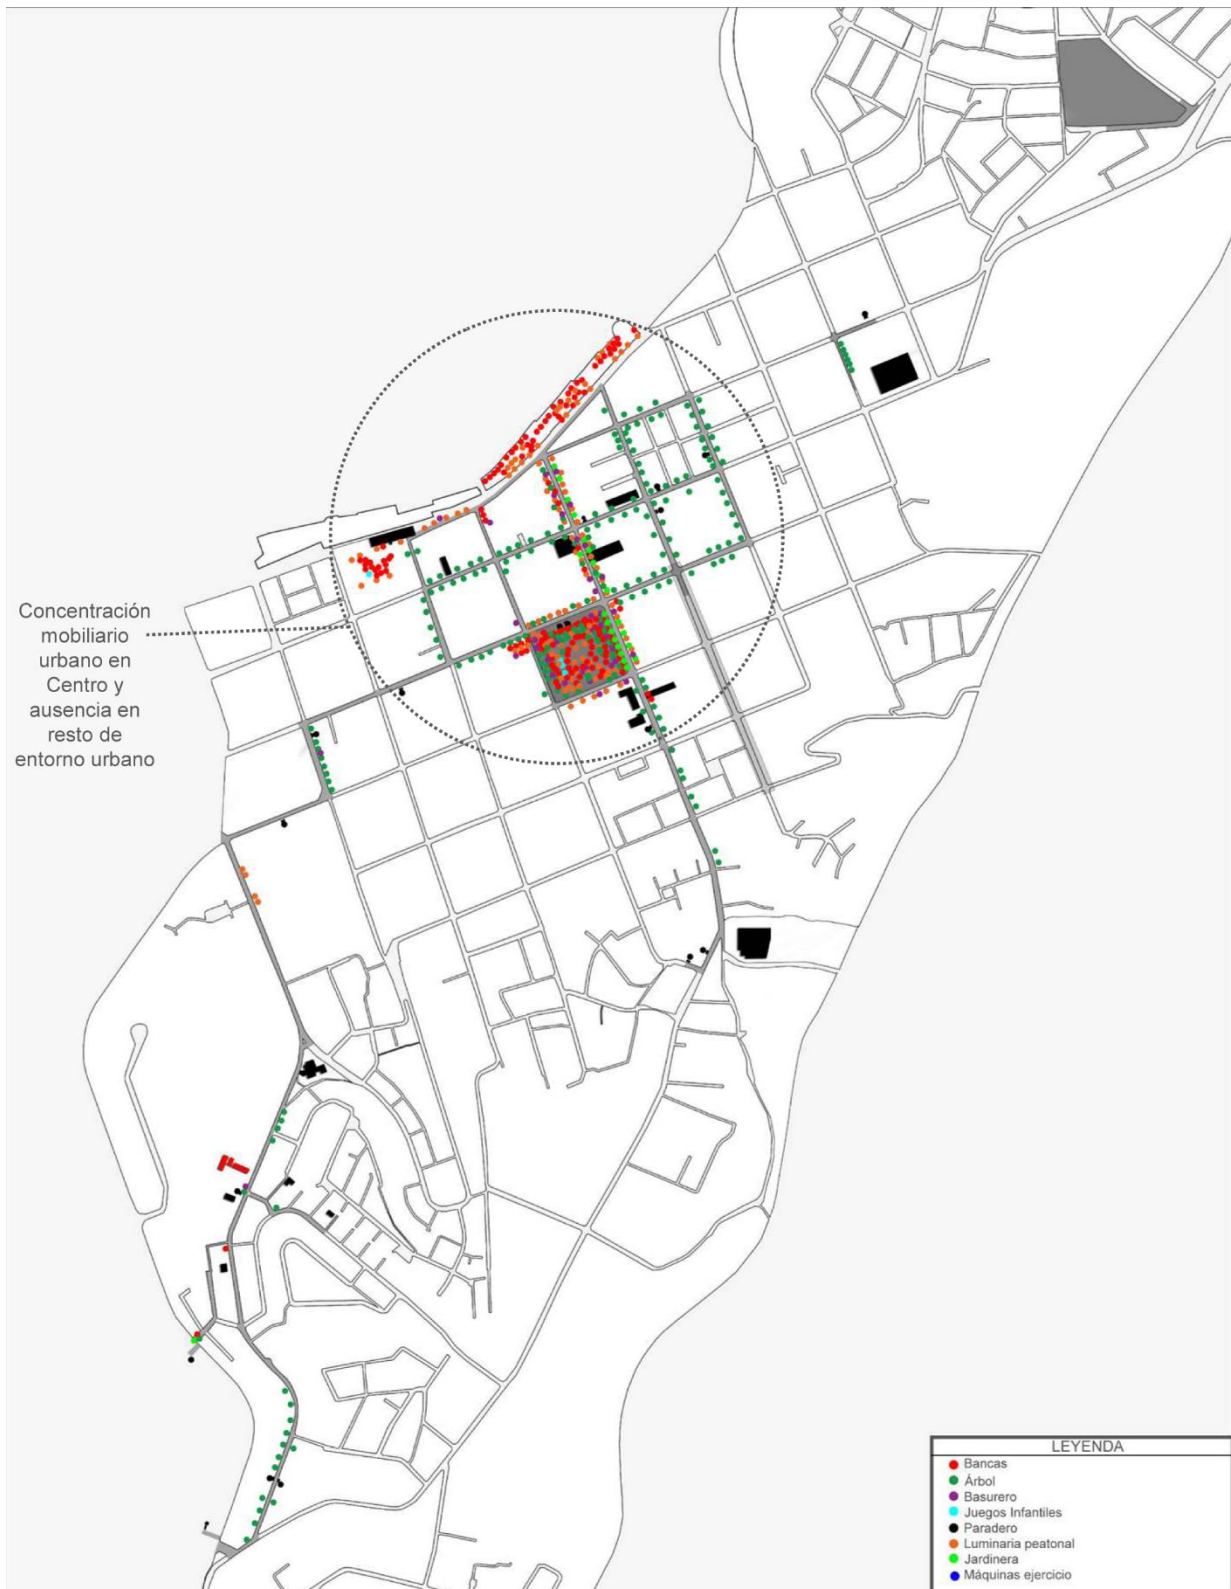 Concentración
mobiliario
urbano en
Centro y
ausencia en
resto de
entorno urbano
LEYENDA
Bancas
Árbol
Basurero
Juegos Infantiles
Paradero
Luminaria peatonal
Jardinera
Máquinas ejercicio